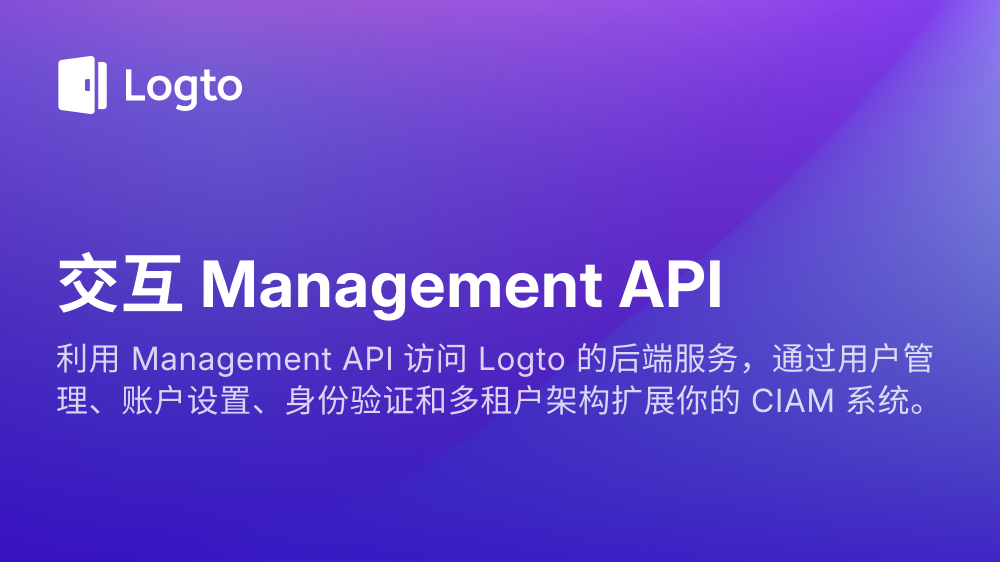 Logto
交互 Management API
利用 Management API 访问 Logto 的后端服务，通过用户管
理、账户设置、身份验证和多租户架构扩展你的 CIAM 系统。